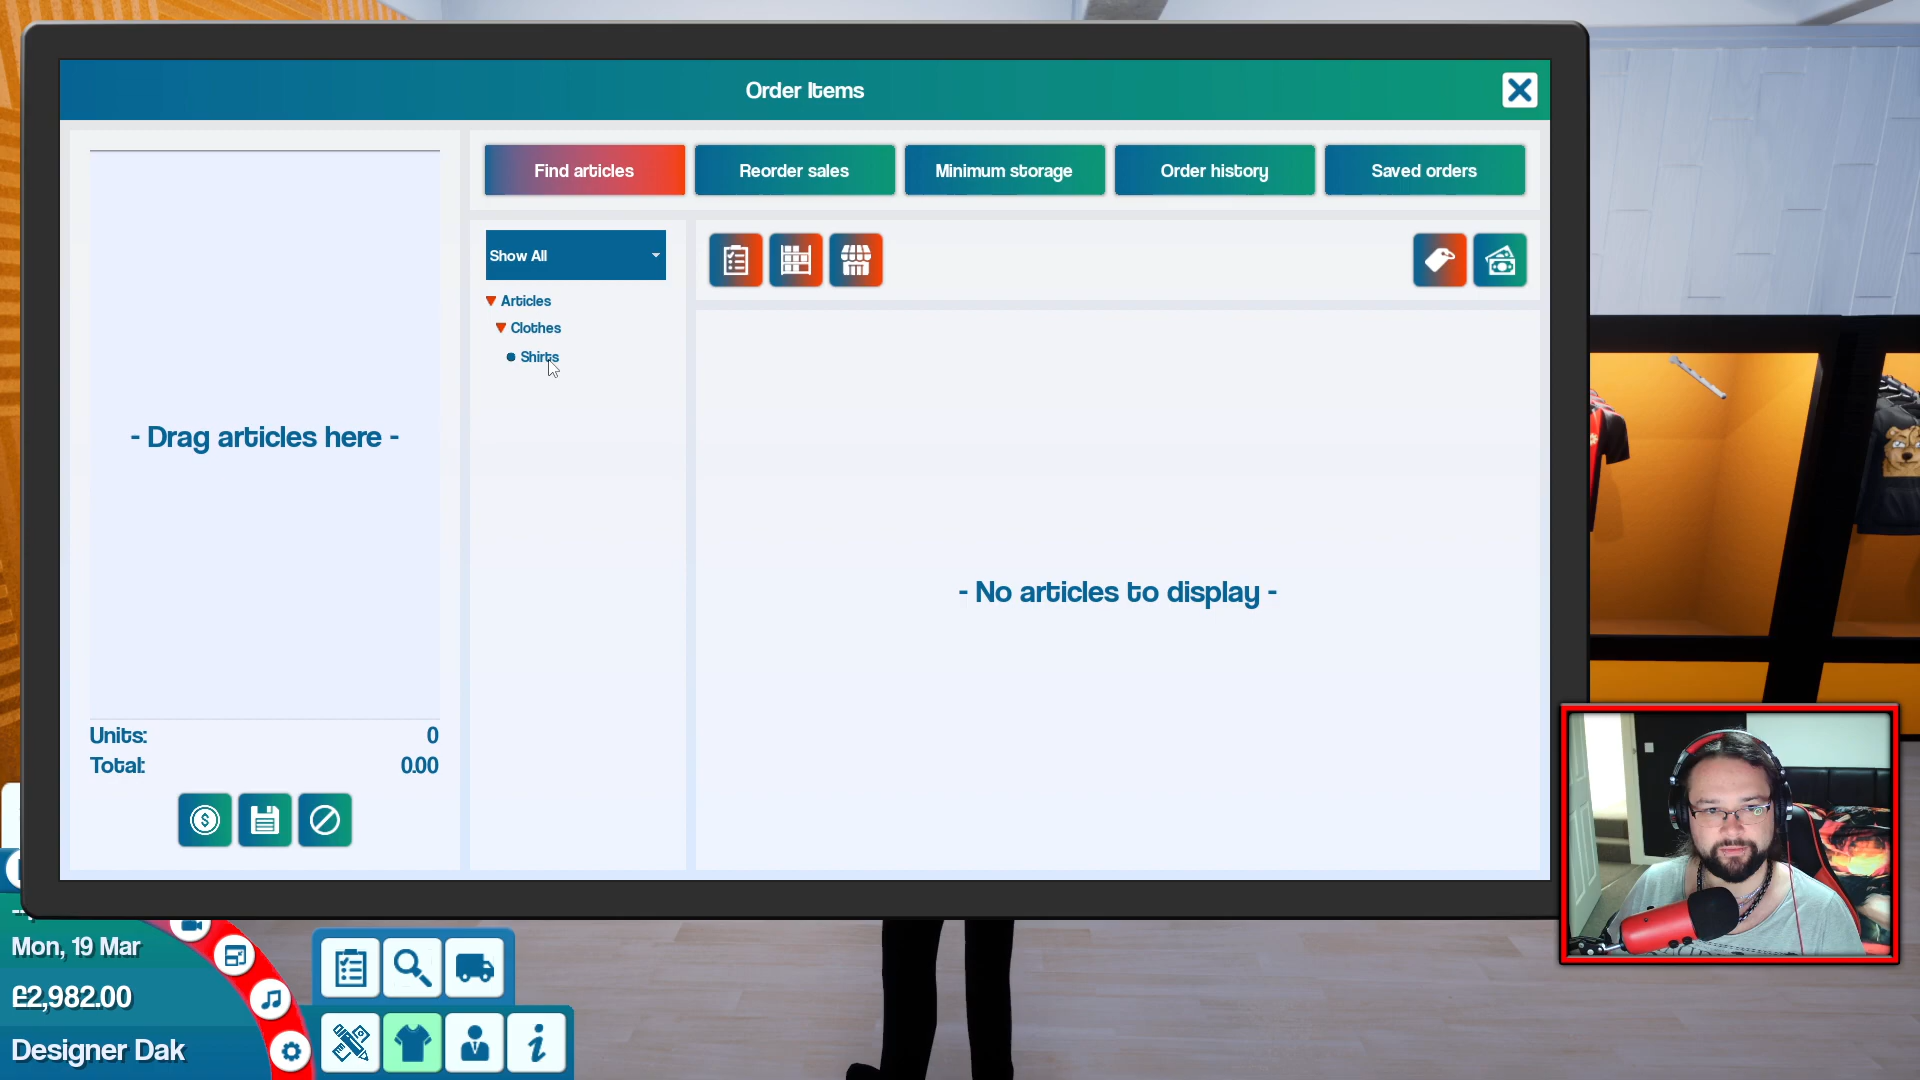 Order Items
Find articles
Reorder sales
Minimum storage
Order history
Saved orders
Show All
Articles
Clothes
Shirts
- Drag articles here -
- No articles to display -
Units: 0
Total: 0.00
Mon, 19 Mar
£2,982.00
Designer Dak